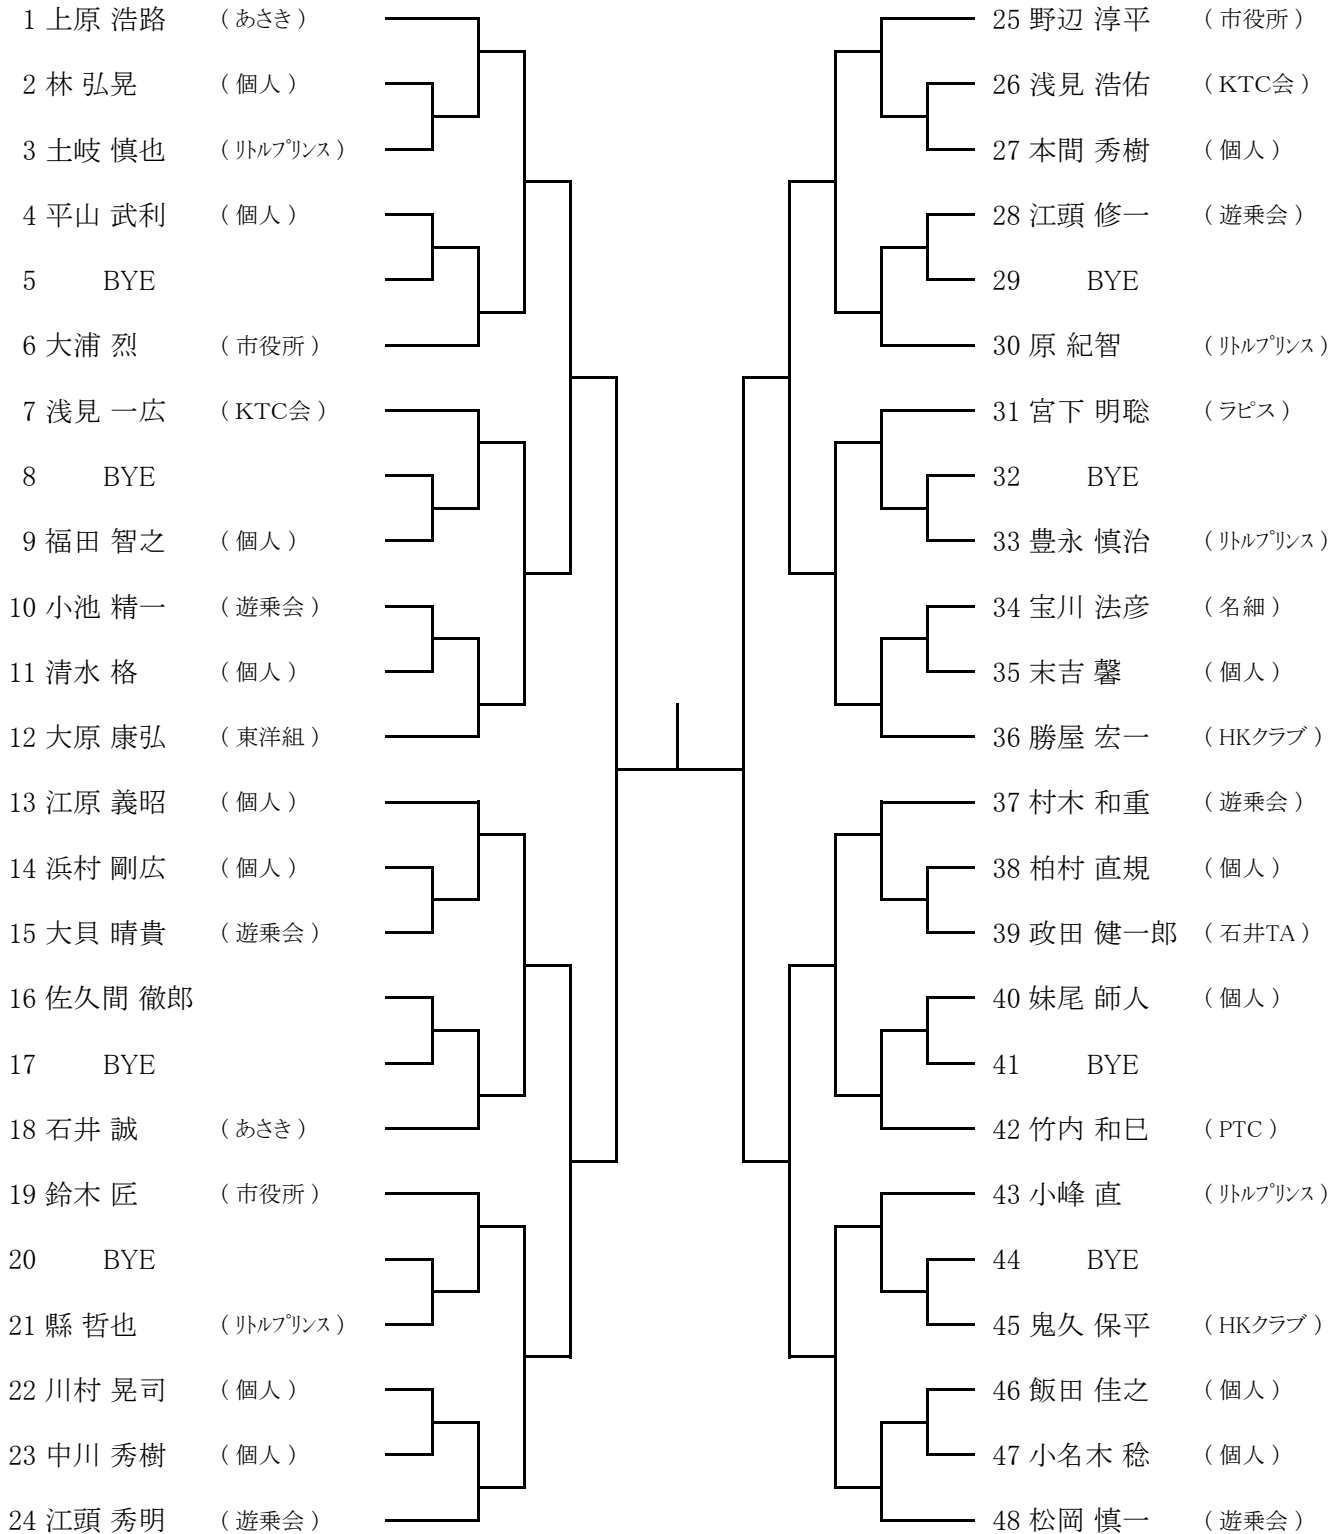 1 上原 浩路 （あさき）
2 林 弘晃 （個人）
3 土岐 慎也 （ﾘﾄﾙﾌﾟﾘﾝｽ）
4 平山 武利 （個人）
5 BYE
6 大浦 烈 （市役所）
7 浅見 一広 （KTC会）
8 BYE
9 福田 智之 （個人）
10 小池 精一 （遊乗会）
11 清水 格 （個人）
12 大原 康弘 （東洋組）
13 江原 義昭 （個人）
14 浜村 剛広 （個人）
15 大貝 晴貴 （遊乗会）
16 佐久間 徹郎
17 BYE
18 石井 誠 （あさき）
19 鈴木 匠 （市役所）
20 BYE
21 縣 哲也 （ﾘﾄﾙﾌﾟﾘﾝｽ）
22 川村 晃司 （個人）
23 中川 秀樹 （個人）
24 江頭 秀明 （遊乗会）
25 野辺 淳平 （市役所）
26 浅見 浩佑 （KTC会）
27 本間 秀樹 （個人）
28 江頭 修一 （遊乗会）
29 BYE
30 原 紀智 （ﾘﾄﾙﾌﾟﾘﾝｽ）
31 宮下 明聡 （ラピス）
32 BYE
33 豊永 慎治 （ﾘﾄﾙﾌﾟﾘﾝｽ）
34 宝川 法彦 （名細）
35 末吉 馨 （個人）
36 勝屋 宏一 （HKクラブ）
37 村木 和重 （遊乗会）
38 柏村 直規 （個人）
39 政田 健一郎 （石井TA）
40 妹尾 師人 （個人）
41 BYE
42 竹内 和巳 （PTC）
43 小峰 直 （ﾘﾄﾙﾌﾟﾘﾝｽ）
44 BYE
45 鬼久 保平 （HKクラブ）
46 飯田 佳之 （個人）
47 小名木 稔 （個人）
48 松岡 慎一 （遊乗会）